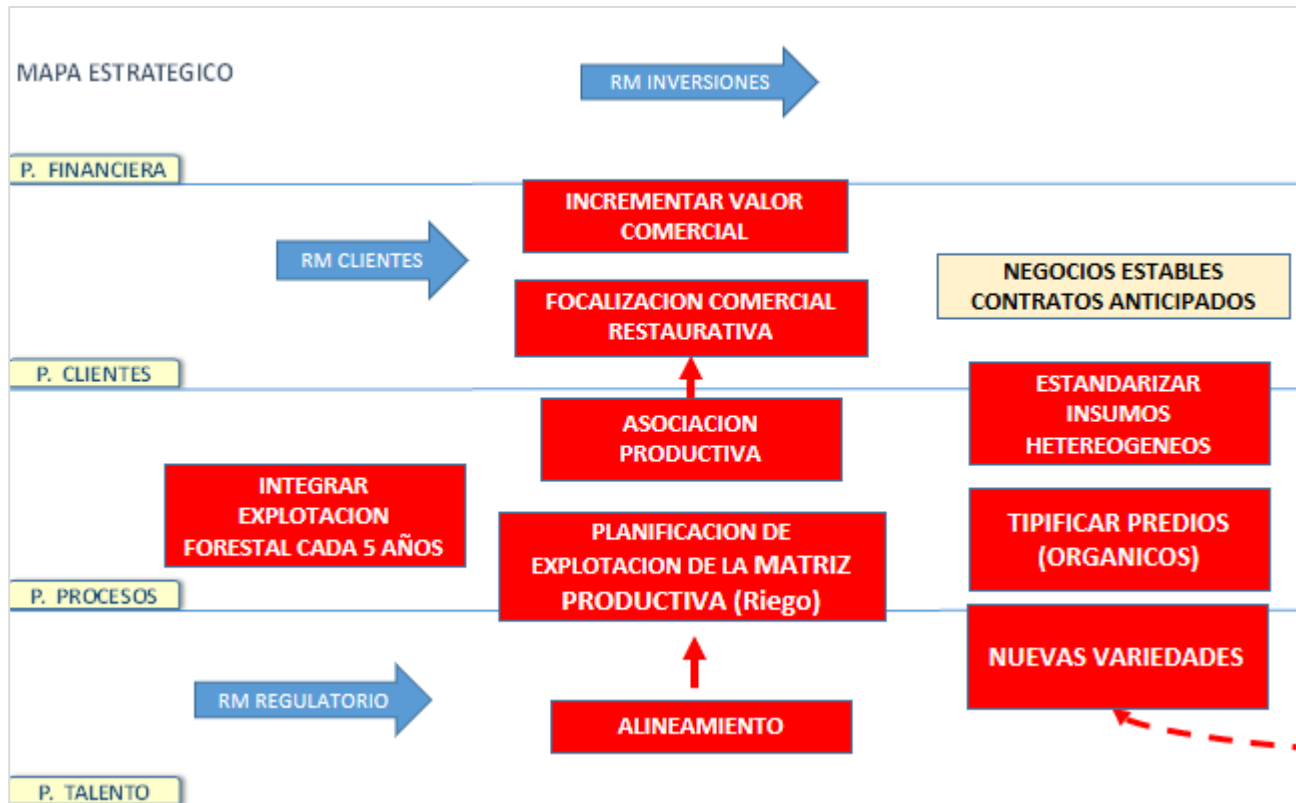 MAPA ESTRATEGICO
RM INVERSIONES
P. FINANCIERA
INCREMENTAR VALOR
COMERCIAL
RM CLIENTES
NEGOCIOS ESTABLES
CONTRATOS ANTICIPADOS
FOCALIZACION COMERCIAL
RESTAURATIVA
P. CLIENTES
ESTANDARIZAR
INSUMOS
HETEREOGENEOS
ASOCIACION
PRODUCTIVA
INTEGRAR
EXPLOTACION
FORESTAL CADA 5 AÑOS
PLANIFICACION DE
EXPLOTACION DE LA MATRIZ
PRODUCTIVA (Riego)
TIPIFICAR PREDIOS
(ORGANICOS)
P. PROCESOS
NUEVAS VARIEDADES
RM REGULATORIO
ALINEAMIENTO
P. TALENTO